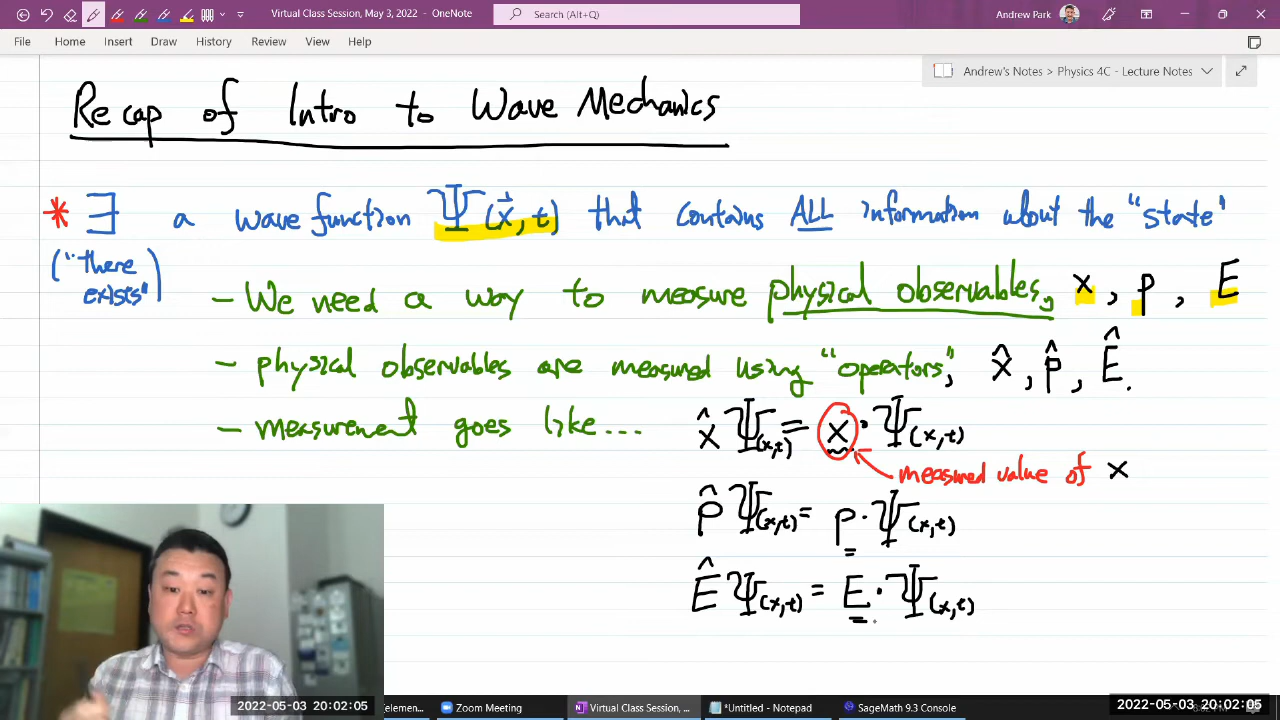 Virtual Class Session, May 3, 2022 - OneNote
Search (Alt+Q)
Andrew Park
File Home Insert Draw History Review View Help
Andrew's Notes > Physics 4C - Lecture Notes
Recap of Intro to Wave Mechanics
* ∃ a wave function Ψ(x⃗, t) that contains ALL information about the "state"
("there exists")
- We need a way to measure physical observables, x, p, E
- physical observables are measured using "operators", x̂, p̂, Ê.
- measurement goes like... x̂ Ψ(x,t) = x · Ψ(x,t)
measured value of x
p̂ Ψ(x,t) = p · Ψ(x,t)
Ê Ψ(x,t) = E · Ψ(x,t)
2022-05-03 20:02:05
(elemen...
Zoom Meeting
Virtual Class Session, ...
*Untitled - Notepad
SageMath 9.3 Console
2022-05-03 20:02:05